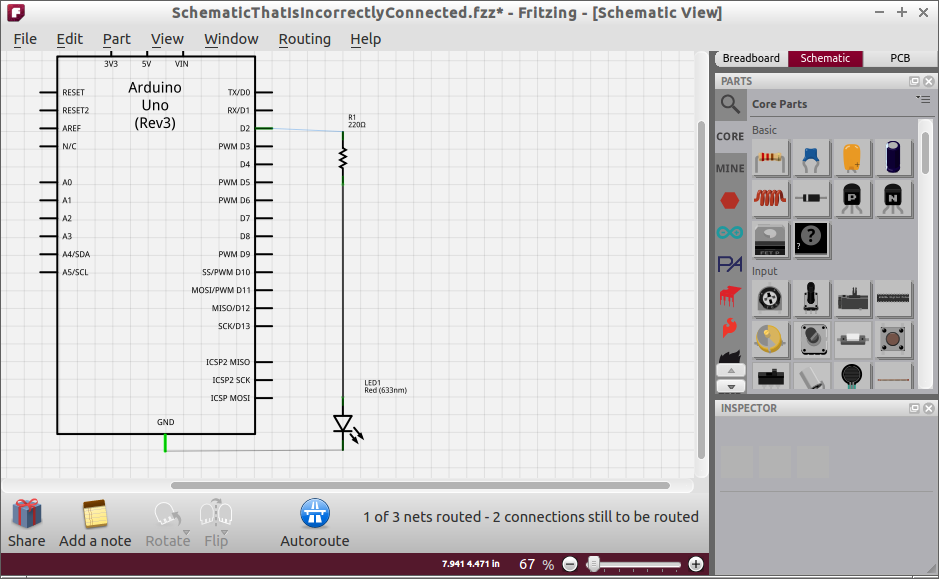 SchematicThatIsIncorrectlyConnected.fzz* - Fritzing - [Schematic View]
File Edit Part View Window Routing Help
3V3 5V VIN
Arduino
Uno
(Rev3)
RESET
RESET2
AREF
N/C
A0
A1
A2
A3
A4/SDA
A5/SCL
TX/D0
RX/D1
D2
PWM D3
D4
PWM D5
PWM D6
D7
D8
PWM D9
SS/PWM D10
MOSI/PWM D11
MISO/D12
SCK/D13
ICSP2 MISO
ICSP2 SCK
ICSP MOSI
GND
R1
220Ω
LED1
Red (633nm)
Breadboard Schematic PCB
PARTS
Core Parts
CORE
MINE
Basic
P
N
?
?
Input
INSPECTOR
Share
Add a note
Rotate
Flip
Autoroute
1 of 3 nets routed - 2 connections still to be routed
7.941 4.471 in 67 %